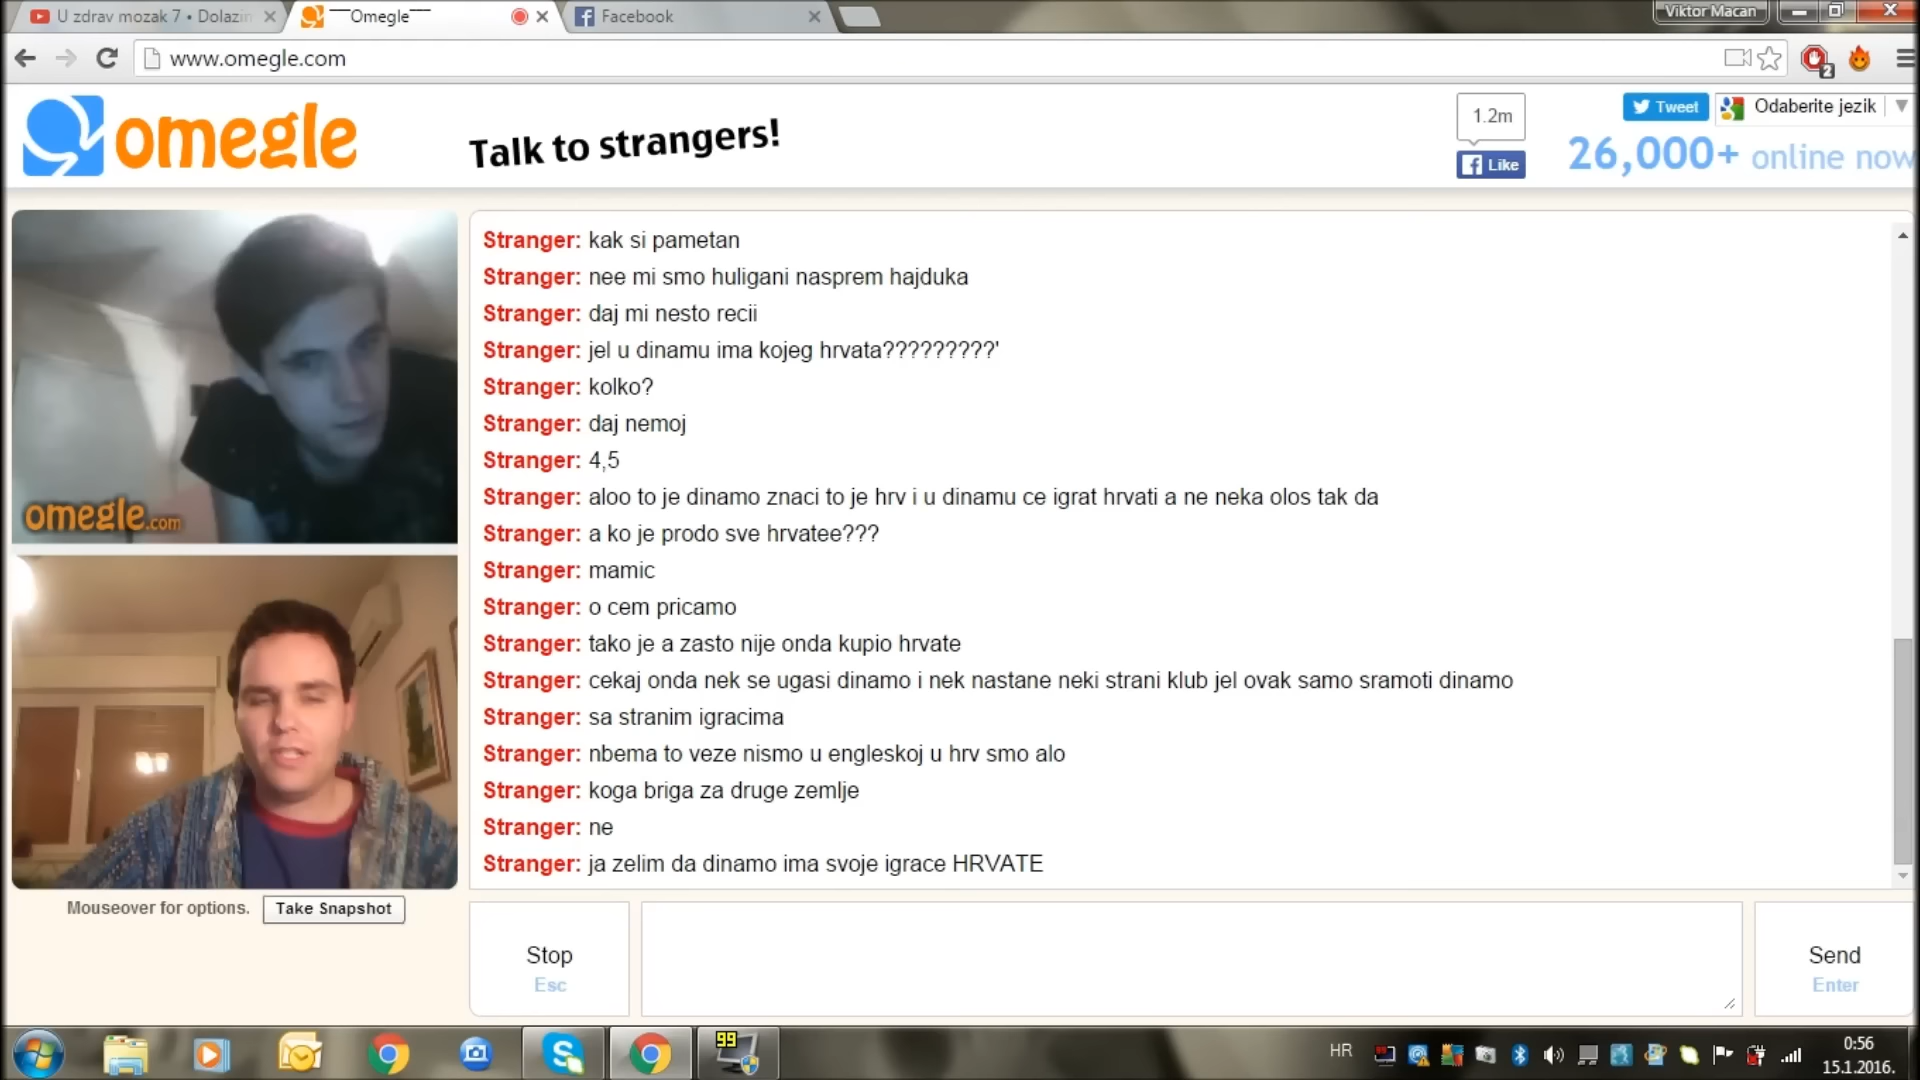 U zdrav mozak 7 • Dolazin
Omegle
Facebook
Viktor Macan
www.omegle.com
2
omegle
Talk to strangers!
1.2m
Like
Tweet
Odaberite jezik
26,000+ online now
omegle.com
Stranger: kak si pametan
Stranger: nee mi smo huligani nasprem hajduka
Stranger: daj mi nesto recii
Stranger: jel u dinamu ima kojeg hrvata?????????'
Stranger: kolko?
Stranger: daj nemoj
Stranger: 4,5
Stranger: aloo to je dinamo znaci to je hrv i u dinamu ce igrat hrvati a ne neka olos tak da
Stranger: a ko je prodo sve hrvatee???
Stranger: mamic
Stranger: o cem pricamo
Stranger: tako je a zasto nije onda kupio hrvate
Stranger: cekaj onda nek se ugasi dinamo i nek nastane neki strani klub jel ovak samo sramoti dinamo
Stranger: sa stranim igracima
Stranger: nbema to veze nismo u engleskoj u hrv smo alo
Stranger: koga briga za druge zemlje
Stranger: ne
Stranger: ja zelim da dinamo ima svoje igrace HRVATE
Mouseover for options.
Take Snapshot
Stop
Esc
Send
Enter
99
HR
0:56
15.1.2016.